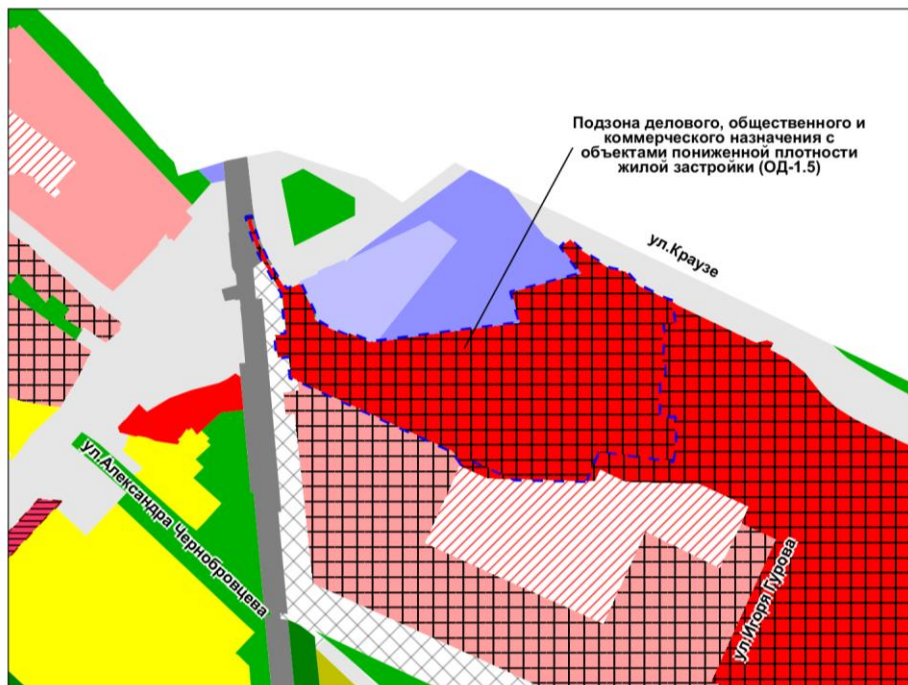 Подзона делового, общественного и
коммерческого назначения с
объектами пониженной плотности
жилой застройки (ОД-1.5)
ул.Краузе
ул.Александра Чернобровцева
ул.Игоря Гурова